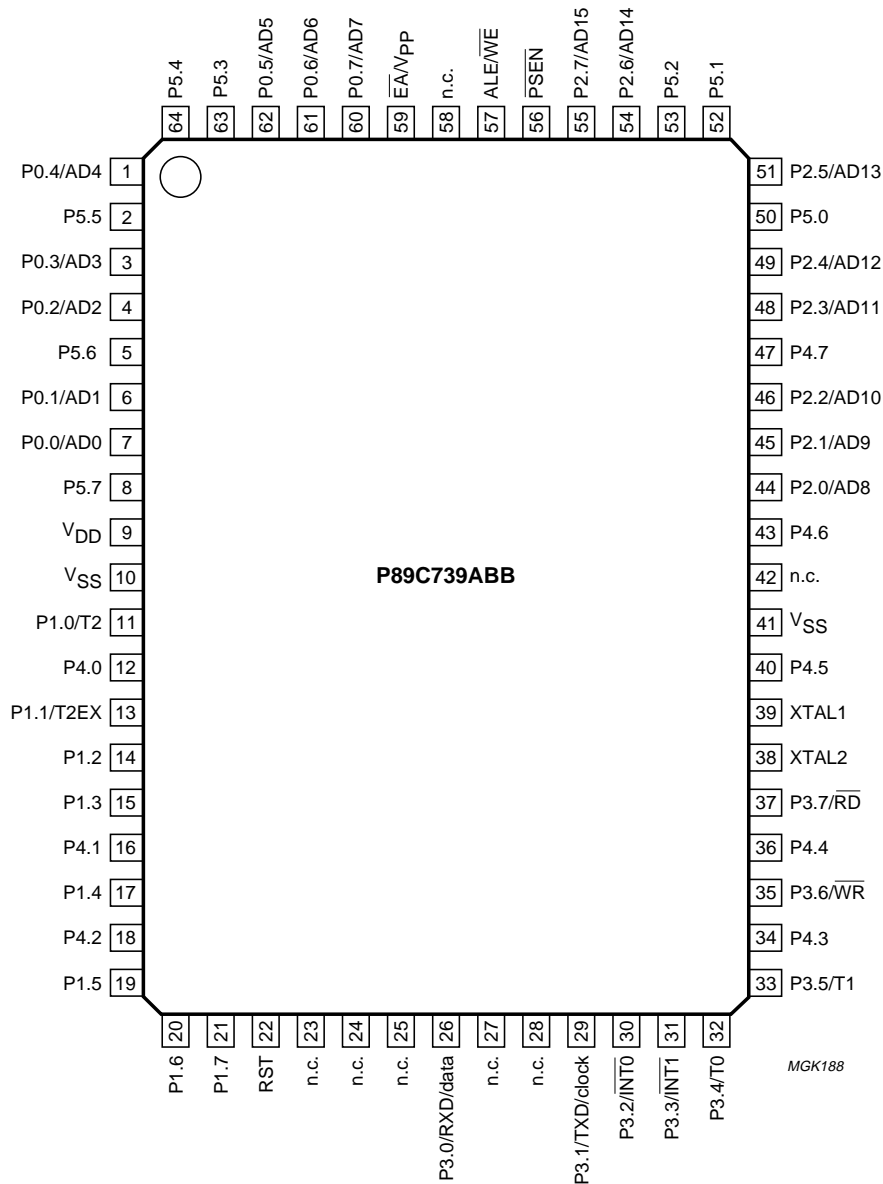 64 P5.4
63 P5.3
62 P0.5/AD5
61 P0.6/AD6
60 P0.7/AD7
59 E̅A̅/VPP
58 n.c.
57 ALE/W̅E̅
56 P̅S̅E̅N̅
55 P2.7/AD15
54 P2.6/AD14
53 P5.2
52 P5.1
P0.4/AD4 1
P5.5 2
P0.3/AD3 3
P0.2/AD2 4
P5.6 5
P0.1/AD1 6
P0.0/AD0 7
P5.7 8
VDD 9
VSS 10
P1.0/T2 11
P4.0 12
P1.1/T2EX 13
P1.2 14
P1.3 15
P4.1 16
P1.4 17
P4.2 18
P1.5 19
P89C739ABB
51 P2.5/AD13
50 P5.0
49 P2.4/AD12
48 P2.3/AD11
47 P4.7
46 P2.2/AD10
45 P2.1/AD9
44 P2.0/AD8
43 P4.6
42 n.c.
41 VSS
40 P4.5
39 XTAL1
38 XTAL2
37 P3.7/R̅D̅
36 P4.4
35 P3.6/W̅R̅
34 P4.3
33 P3.5/T1
P1.6 20
P1.7 21
RST 22
n.c. 23
n.c. 24
n.c. 25
P3.0/RXD/data 26
n.c. 27
n.c. 28
P3.1/TXD/clock 29
P3.2/I̅N̅T̅0̅ 30
P3.3/I̅N̅T̅1̅ 31
P3.4/T0 32
MGK188